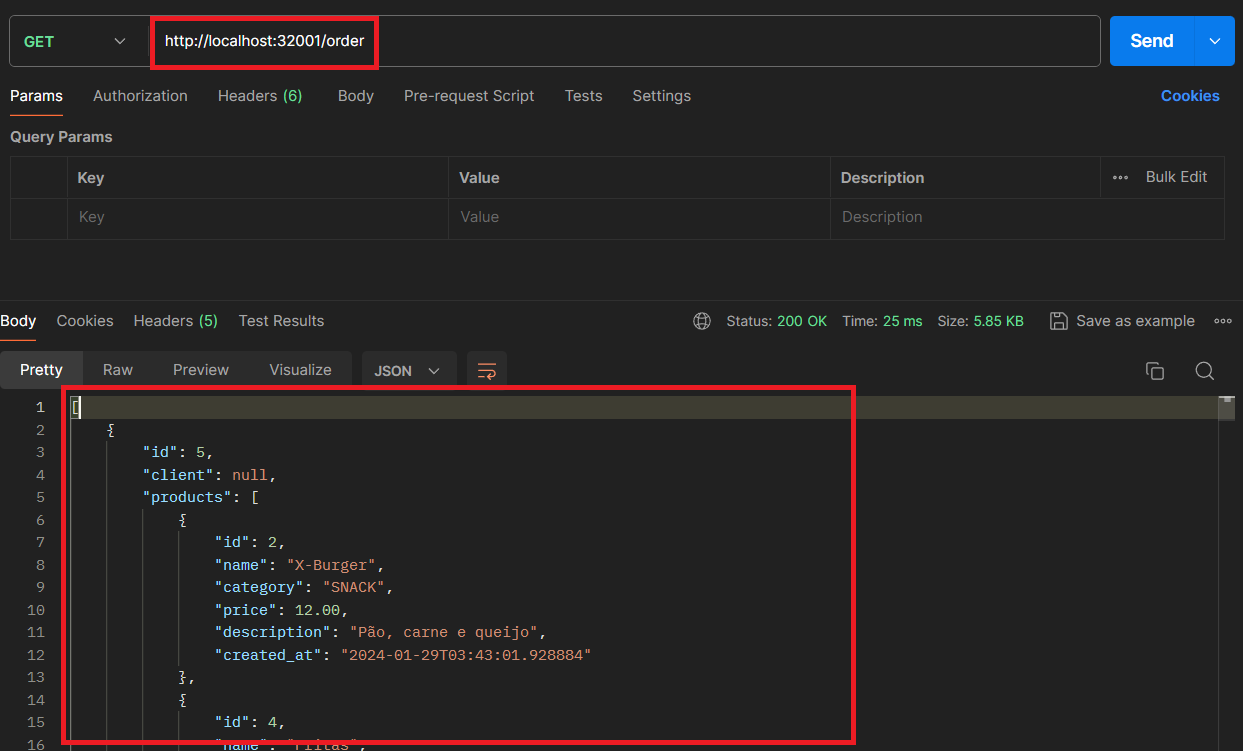 GET http://localhost:32001/order Send
Params Authorization Headers (6) Body Pre-request Script Tests Settings Cookies
Query Params
Key Value Description ••• Bulk Edit
Key Value Description
Body Cookies Headers (5) Test Results Status: 200 OK Time: 25 ms Size: 5.85 KB Save as example
Pretty Raw Preview Visualize JSON
1 [
2 {
3 "id": 5,
4 "client": null,
5 "products": [
6 {
7 "id": 2,
8 "name": "X-Burger",
9 "category": "SNACK",
10 "price": 12.00,
11 "description": "Pão, carne e queijo",
12 "created_at": "2024-01-29T03:43:01.928884"
13 },
14 {
15 "id": 4,
16 "name": "Fritas",